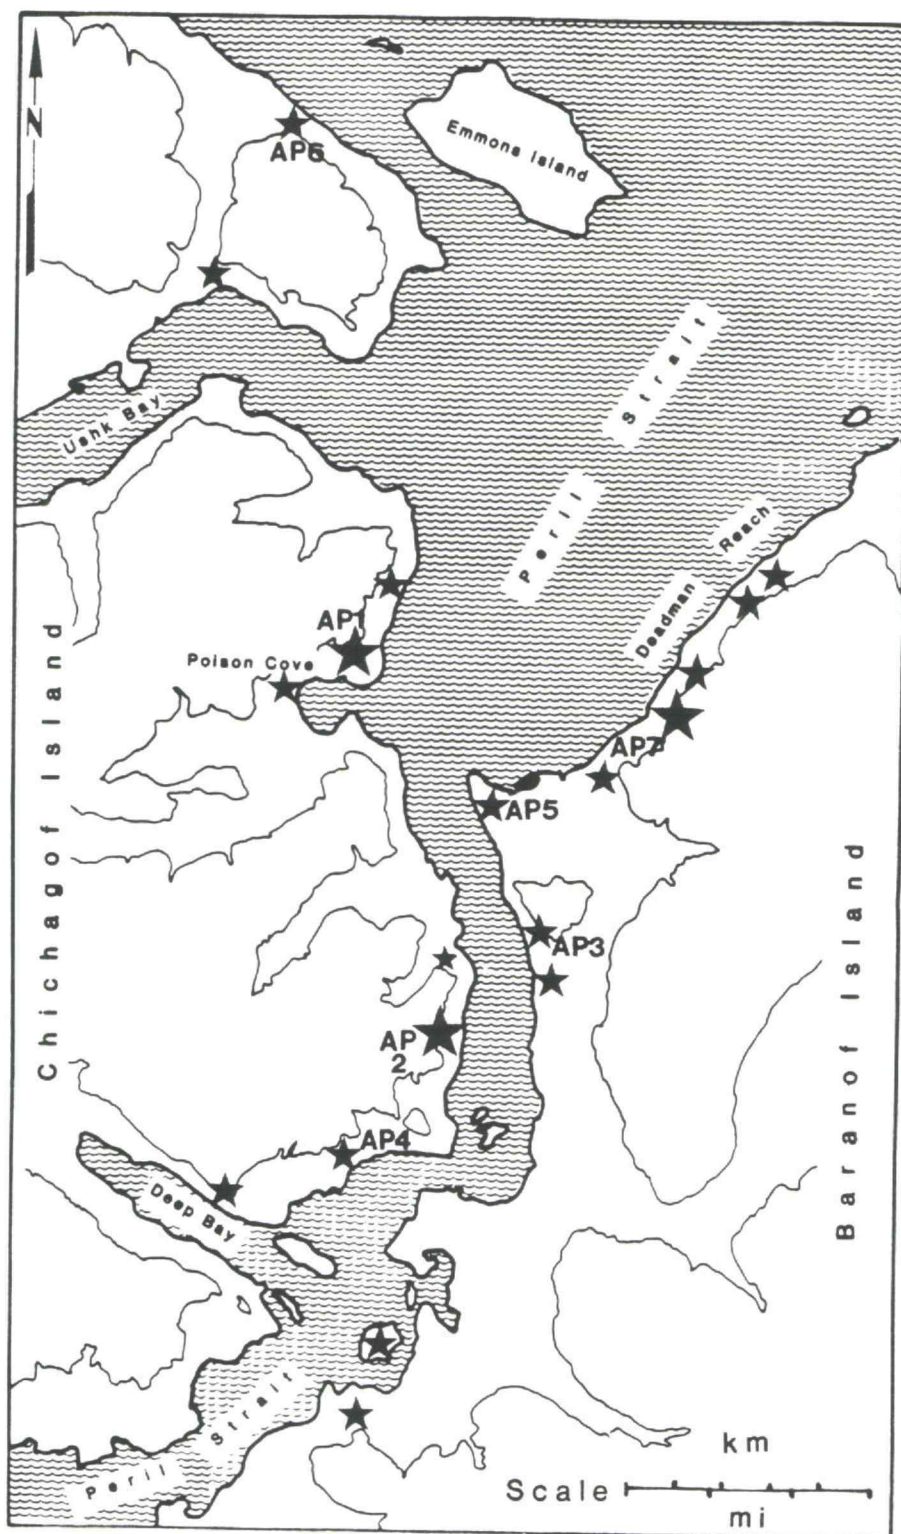 N
AP6
Emmons Island
Ushk Bay
Peril Strait
Deadman Reach
AP1
Poison Cove
Chichagof Island
AP7
AP5
AP3
AP
2
Baranof Island
AP4
Deep Bay
Peril Strait
km
Scale
mi